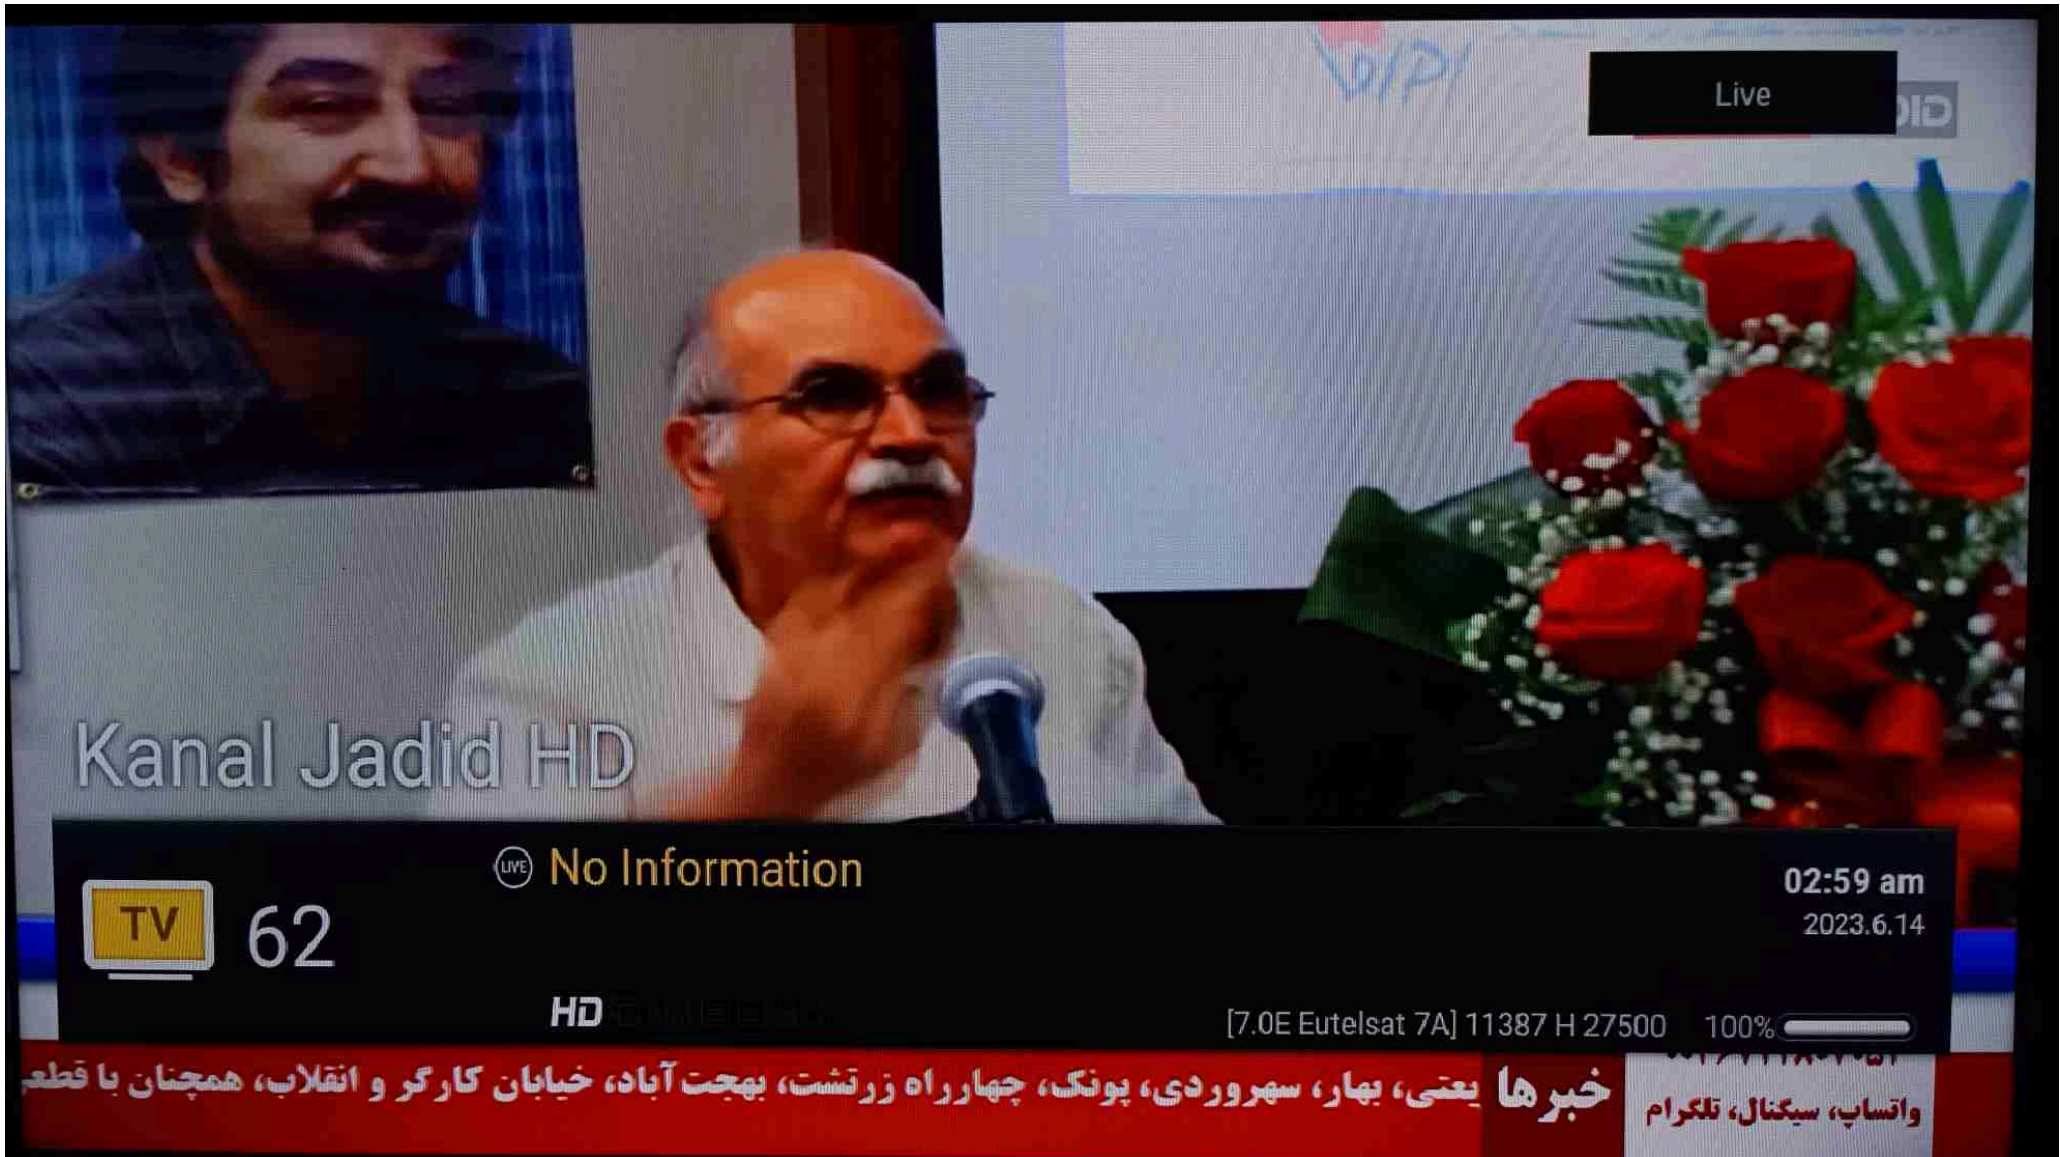 Live
Kanal Jadid HD
LIVE No Information
02:59 am
TV 62
2023.6.14
HD
[7.0E Eutelsat 7A] 11387 H 27500 100%
خبرها یعتی، بهار، سهروردی، پونک، چهارراه زرتشت، بهجت‌آباد، خیابان کارگر و انقلاب، همچنان با قطعی
واتساپ، سیگنال، تلگرام